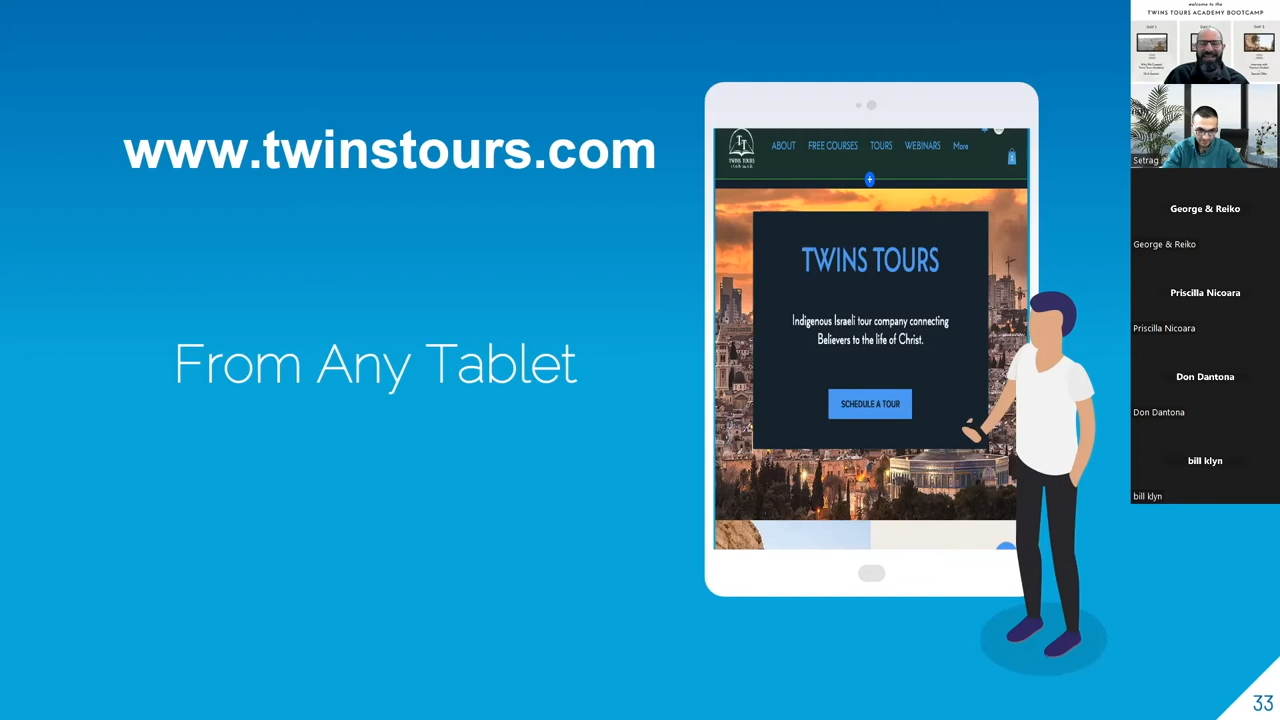 www.twinstours.com
From Any Tablet
TWINS TOURS
ABOUT FREE COURSES TOURS WEBINARS More
TWINS TOURS
Indigenous Israeli tour company connecting
Believers to the life of Christ.
SCHEDULE A TOUR
welcome to the
TWINS TOURS ACADEMY BOOTCAMP
DAY 1
Setrag
George & Reiko
George & Reiko
Priscilla Nicoara
Priscilla Nicoara
Don Dantona
Don Dantona
bill klyn
bill klyn
33